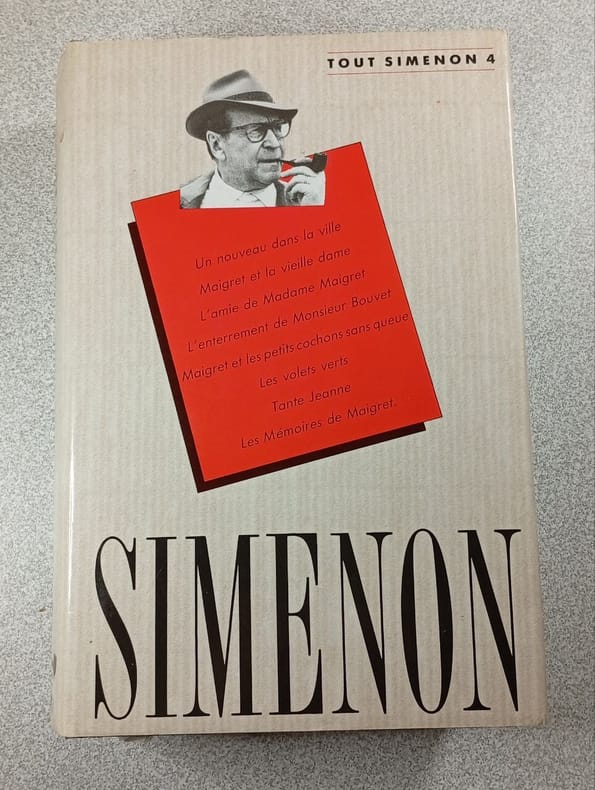 TOUT SIMENON 4
Un nouveau dans la ville
Maigret et la vieille dame
L'amie de Madame Maigret
L'enterrement de Monsieur Bouvet
Maigret et les petits cochons sans queue
Les volets verts
Tante Jeanne
Les Mémoires de Maigret.
SIMENON